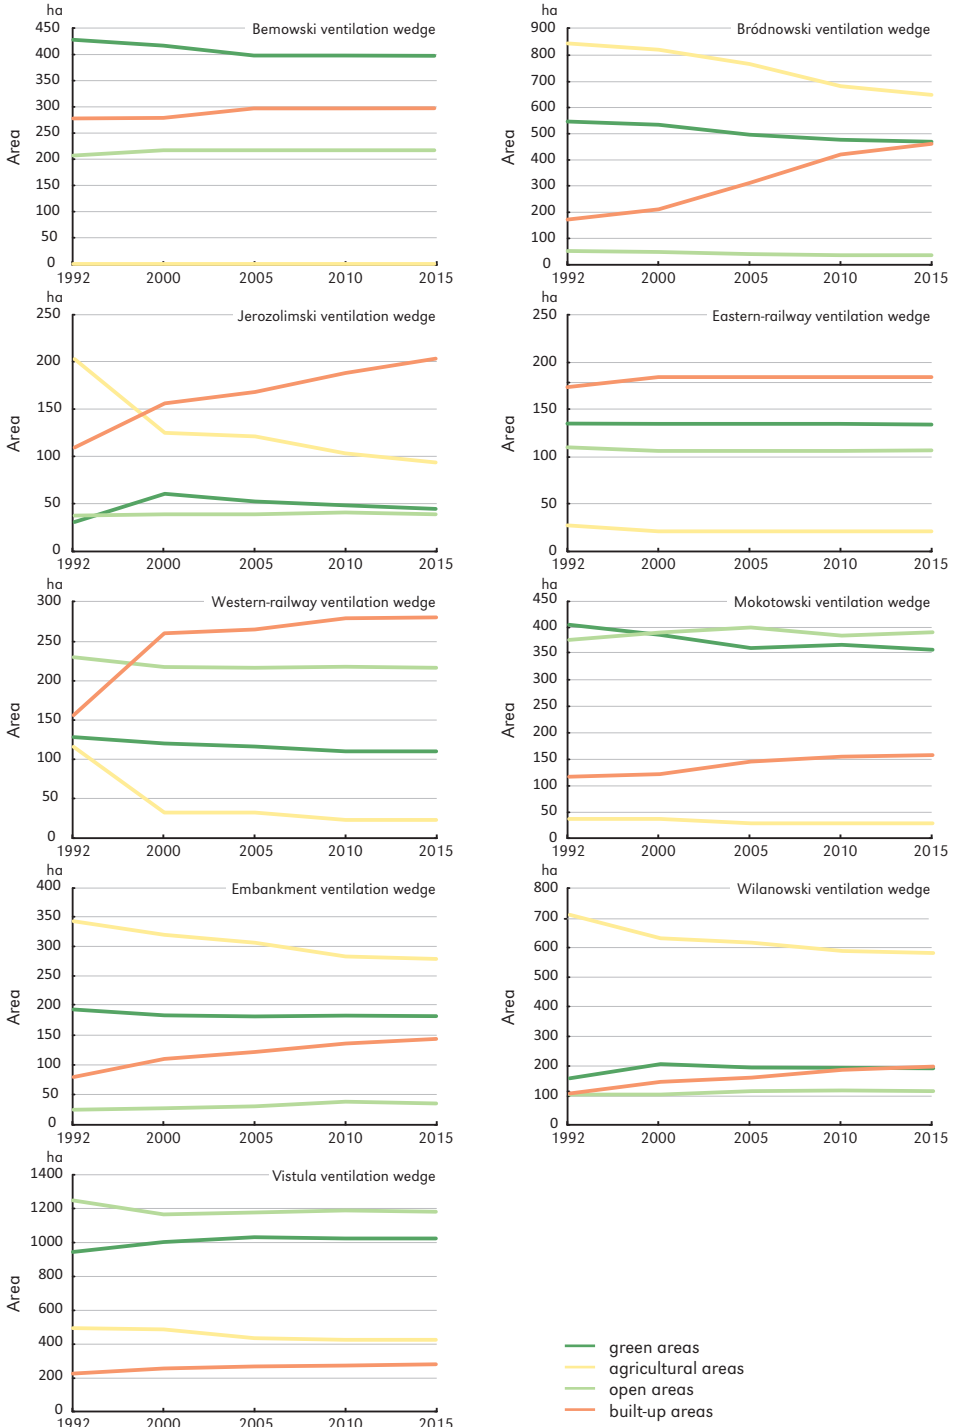 ha
Bemowski ventilation wedge
450
400
350
300
250
200
150
100
50
0
Area
1992 2000 2005 2010 2015
ha
Bródnowski ventilation wedge
900
800
700
600
500
400
300
200
100
0
Area
1992 2000 2005 2010 2015
ha
Jerozolimski ventilation wedge
250
200
150
100
50
0
Area
1992 2000 2005 2010 2015
ha
Eastern-railway ventilation wedge
250
200
150
100
50
0
Area
1992 2000 2005 2010 2015
ha
Western-railway ventilation wedge
300
250
200
150
100
50
0
Area
1992 2000 2005 2010 2015
ha
Mokotowski ventilation wedge
450
400
350
300
250
200
150
100
50
0
Area
1992 2000 2005 2010 2015
ha
Embankment ventilation wedge
400
350
300
250
200
150
100
50
0
Area
1992 2000 2005 2010 2015
ha
Wilanowski ventilation wedge
800
700
600
500
400
300
200
100
0
Area
1992 2000 2005 2010 2015
ha
Vistula ventilation wedge
1400
1200
1000
800
600
400
200
0
Area
1992 2000 2005 2010 2015
green areas
agricultural areas
open areas
built-up areas